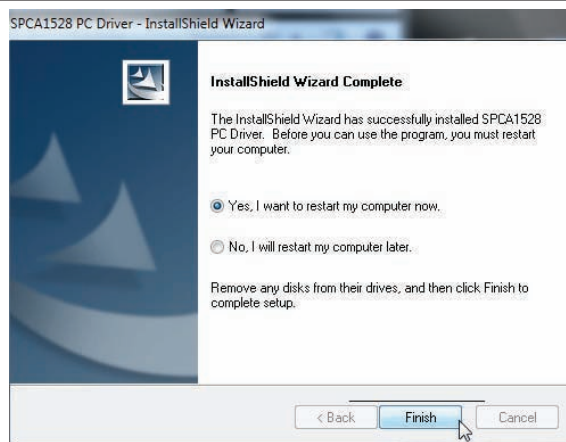 SPCA1528 PC Driver - InstallShield Wizard
InstallShield Wizard Complete
The InstallShield Wizard has successfully installed SPCA1528
PC Driver. Before you can use the program, you must restart
your computer.
Yes, I want to restart my computer now.
No, I will restart my computer later.
Remove any disks from their drives, and then click Finish to
complete setup.
< Back Finish Cancel